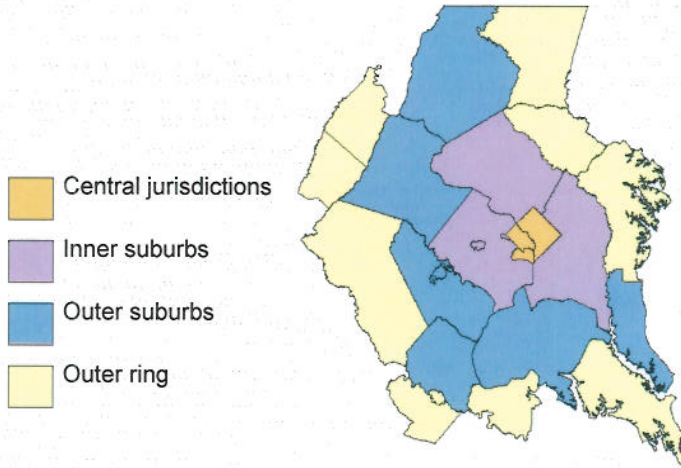 Central jurisdictions
Inner suburbs
Outer suburbs
Outer ring